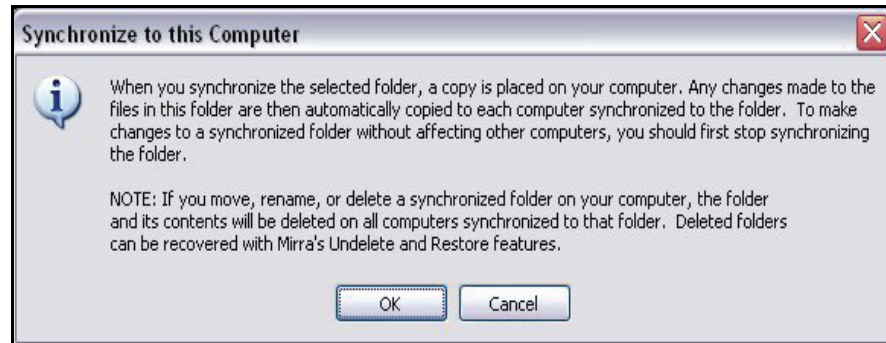 Synchronize to this Computer
When you synchronize the selected folder, a copy is placed on your computer. Any changes made to the
files in this folder are then automatically copied to each computer synchronized to the folder. To make
changes to a synchronized folder without affecting other computers, you should first stop synchronizing
the folder.
NOTE: If you move, rename, or delete a synchronized folder on your computer, the folder
and its contents will be deleted on all computers synchronized to that folder. Deleted folders
can be recovered with Mirra's Undelete and Restore features.
OK Cancel